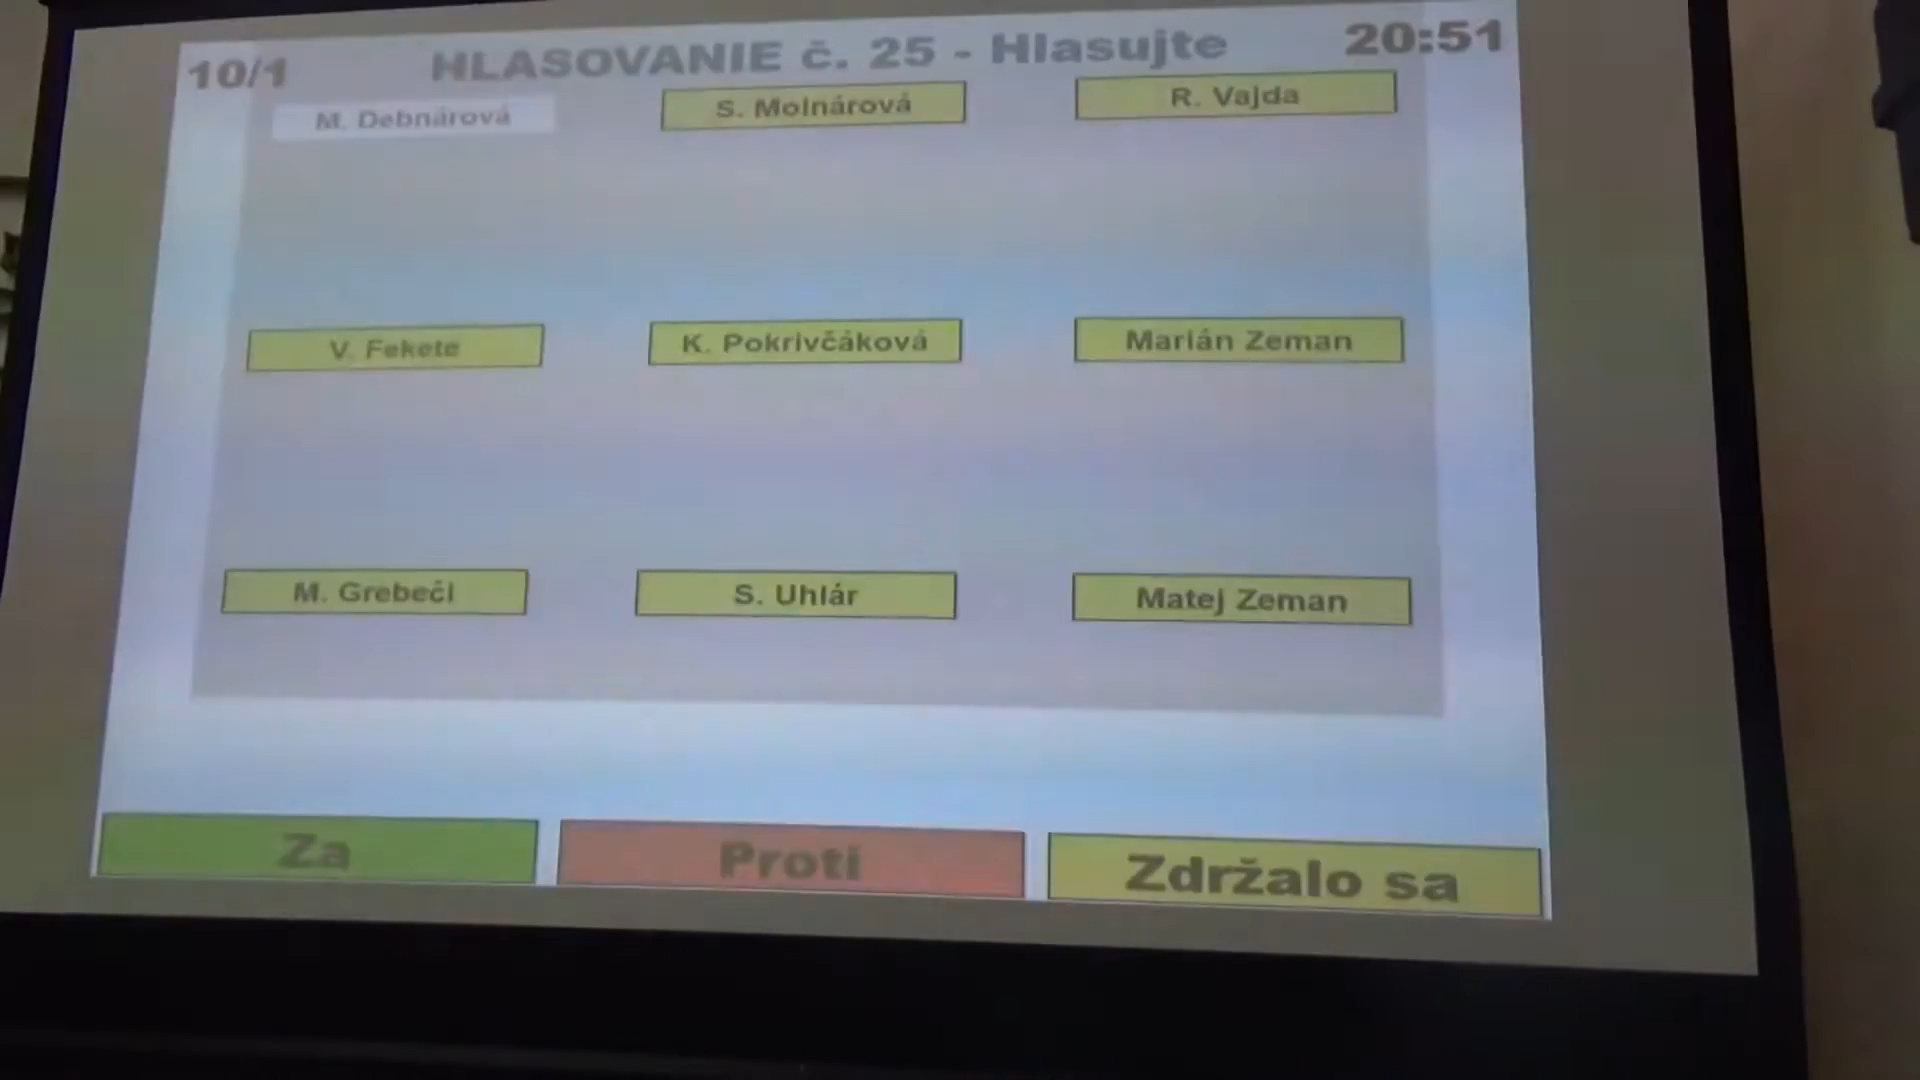 10/1 HLASOVANIE č. 25 - Hlasujte 20:51
M. Debnárová S. Molnárová R. Vajda
V. Fekete K. Pokrivčáková Marián Zeman
M. Grebeči S. Uhlár Matej Zeman
Za Proti Zdržalo sa